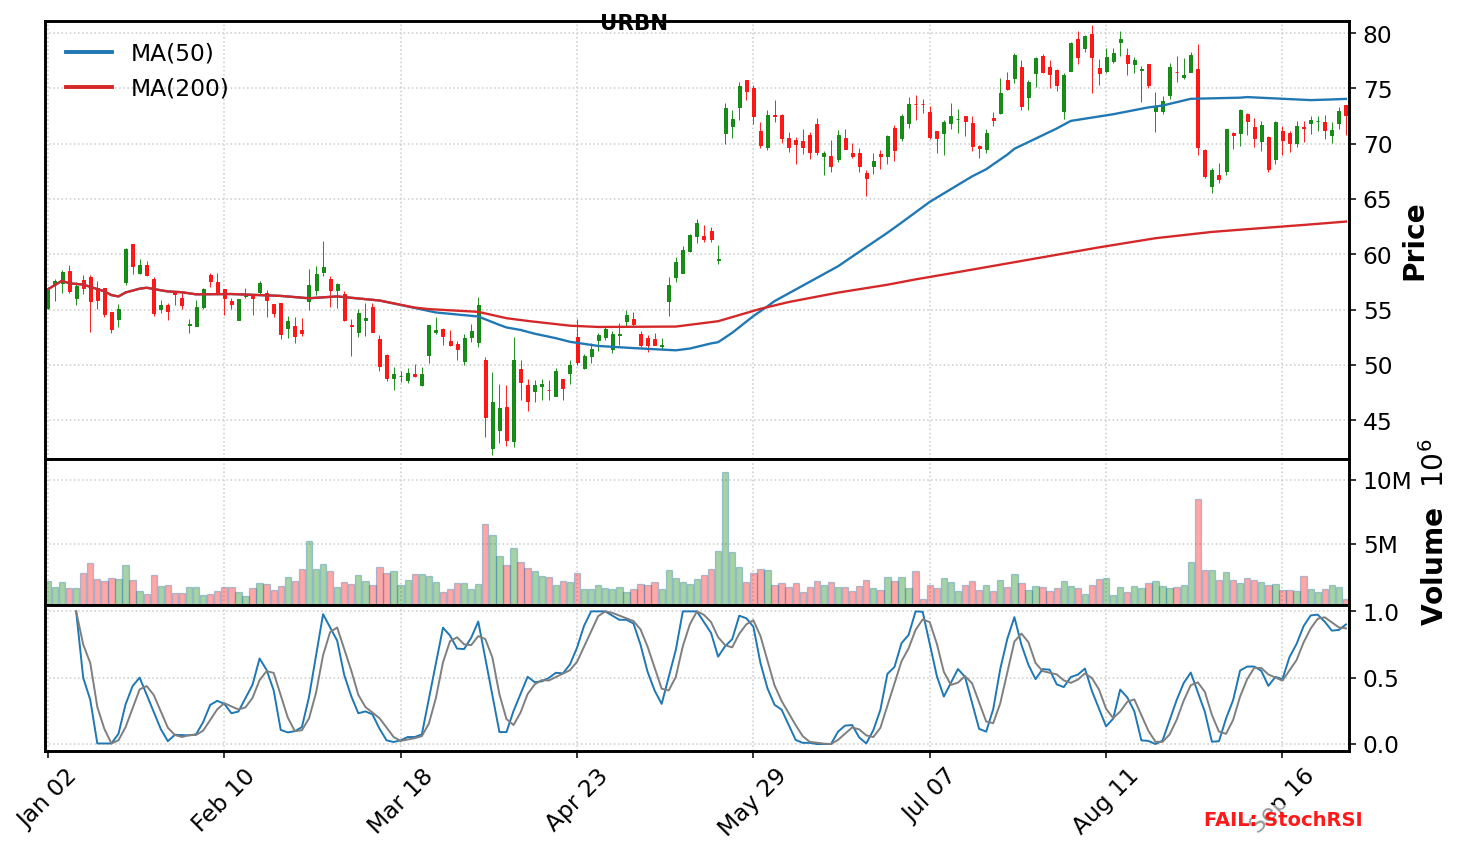 URBN
MA(50)
MA(200)
80
75
70
65
60
55
50
45
Price
10M
5M
Volume 10⁶
1.0
0.5
0.0
Jan 02
Feb 10
Mar 18
Apr 23
May 29
Jul 07
Aug 11
Sep 16
FAIL: StochRSI